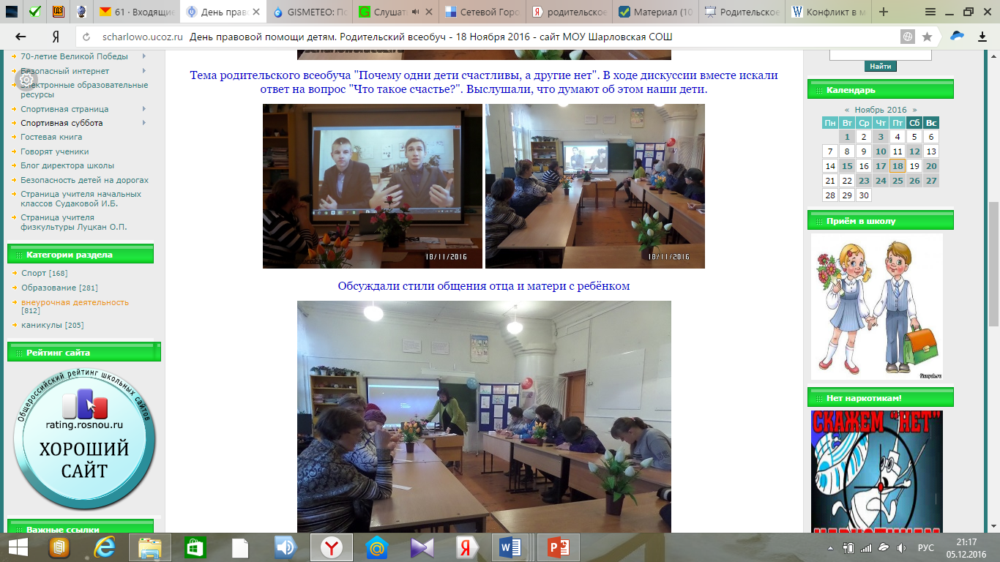 61 · Входящие
День право
GISMETEO: По
Слушать
Сетевой Горо
родительское
Материал (10
Родительское
Конфликт в м
scharlowo.ucoz.ru День правовой помощи детям. Родительский всеобуч - 18 Ноября 2016 - сайт МОУ Шарловская СОШ
70-летие Великой Победы
Безопасный интернет
Электронные образовательные
ресурсы
Спортивная страница
Спортивная суббота
Гостевая книга
Говорят ученики
Блог директора школы
Безопасность детей на дорогах
Страница учителя начальных
классов Судаковой И.Б.
Страница учителя
физкультуры Луцкан О.П.
Категории раздела
Спорт [168]
Образование [281]
внеурочная деятельность
[812]
каникулы [205]
Рейтинг сайта
Общероссийский рейтинг школьных сайтов
rating.rosnou.ru
ХОРОШИЙ
САЙТ
Важные ссылки
Тема родительского всеобуча "Почему одни дети счастливы, а другие нет". В ходе дискуссии вместе искали
ответ на вопрос "Что такое счастье?". Выслушали, что думают об этом наши дети.
18/11/2016
18/11/2016
Обсуждали стили общения отца и матери с ребёнком
Найти
Календарь
« Ноябрь 2016 »
Пн Вт Ср Чт Пт Сб Вс
1 2 3 4 5 6
7 8 9 10 11 12 13
14 15 16 17 18 19 20
21 22 23 24 25 26 27
28 29 30
Приём в школу
Нет наркотикам!
СКАЖЕМ "НЕТ"
НАРКОТИКАМ
РУС
21:17
05.12.2016